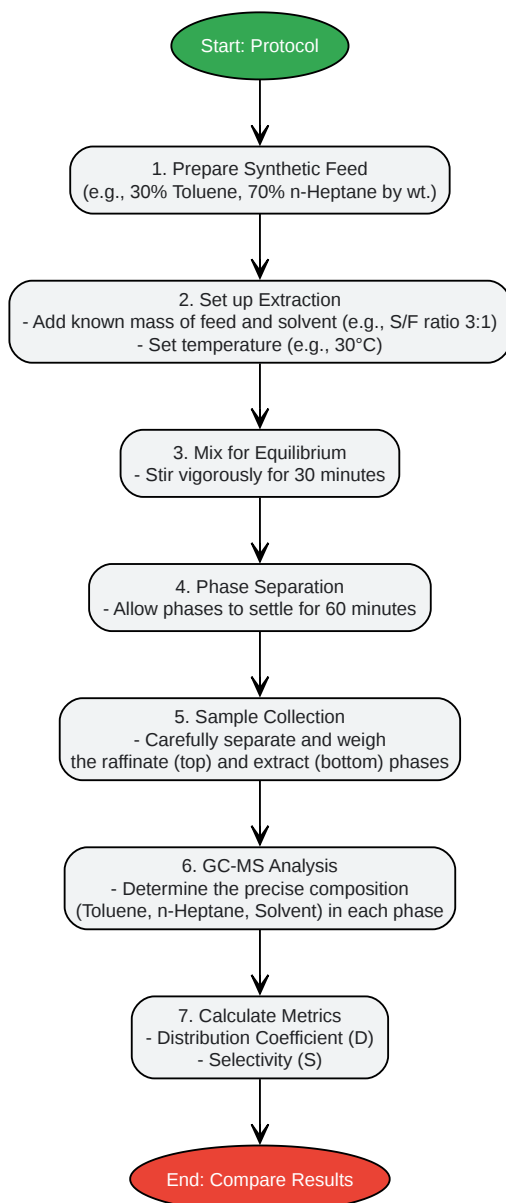 Start: Protocol
1. Prepare Synthetic Feed
(e.g., 30% Toluene, 70% n-Heptane by wt.)
2. Set up Extraction
- Add known mass of feed and solvent (e.g., S/F ratio 3:1)
- Set temperature (e.g., 30°C)
3. Mix for Equilibrium
- Stir vigorously for 30 minutes
4. Phase Separation
- Allow phases to settle for 60 minutes
5. Sample Collection
- Carefully separate and weigh
the raffinate (top) and extract (bottom) phases
6. GC-MS Analysis
- Determine the precise composition
(Toluene, n-Heptane, Solvent) in each phase
7. Calculate Metrics
- Distribution Coefficient (D)
- Selectivity (S)
End: Compare Results